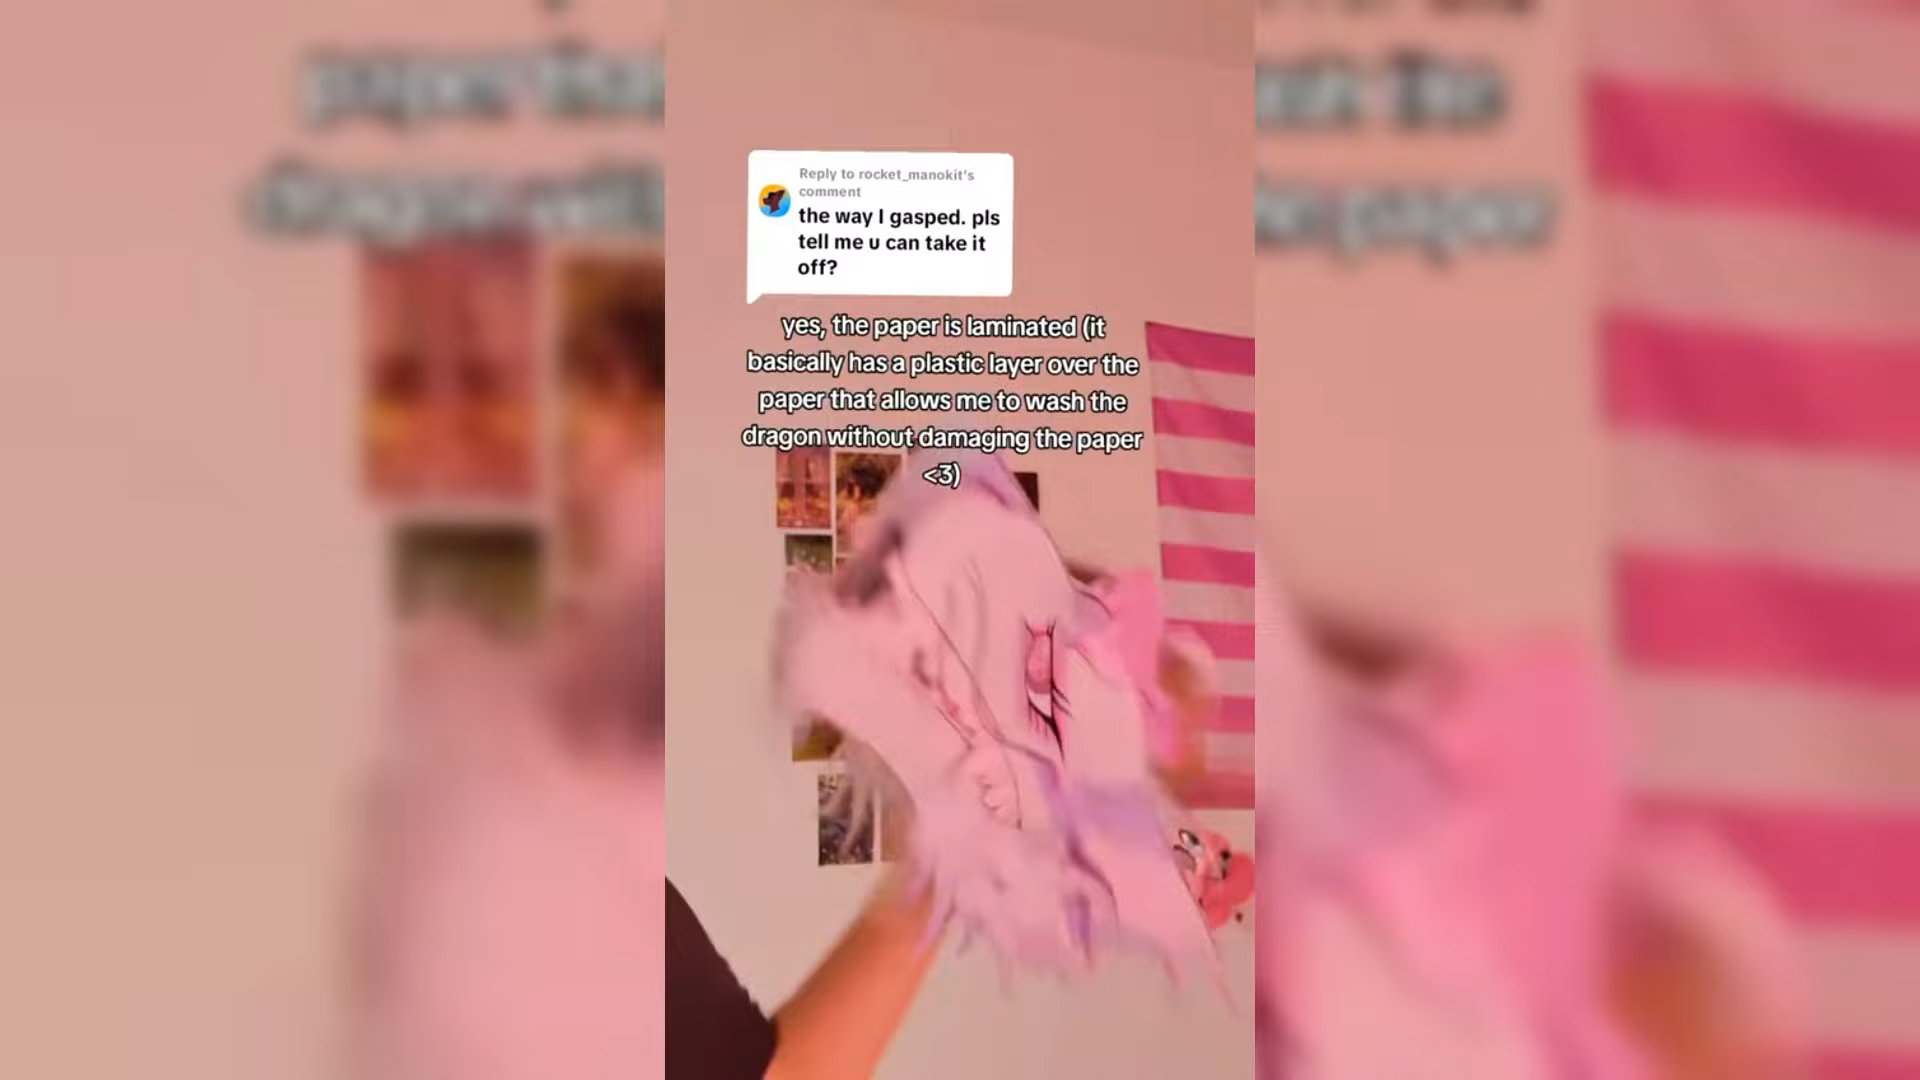 Reply to rocket_manokit's
comment
the way I gasped. pls
tell me u can take it
off?
yes, the paper is laminated (it
basically has a plastic layer over the
paper that allows me to wash the
dragon without damaging the paper
<3)